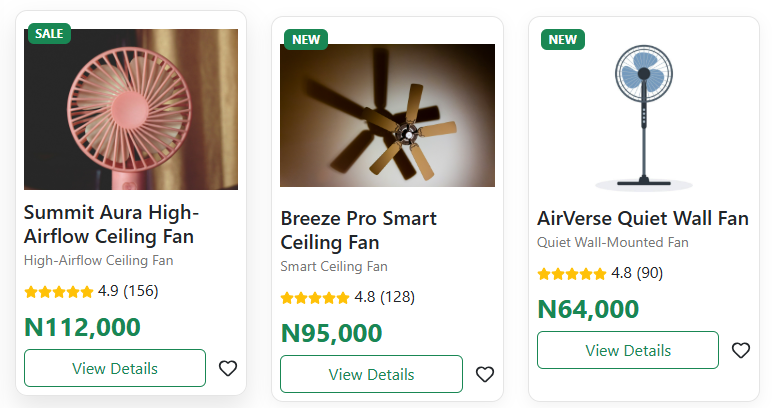 SALE
Summit Aura High-
Airflow Ceiling Fan
High-Airflow Ceiling Fan
4.9 (156)
N112,000
View Details
NEW
Breeze Pro Smart
Ceiling Fan
Smart Ceiling Fan
4.8 (128)
N95,000
View Details
NEW
AirVerse Quiet Wall Fan
Quiet Wall-Mounted Fan
4.8 (90)
N64,000
View Details